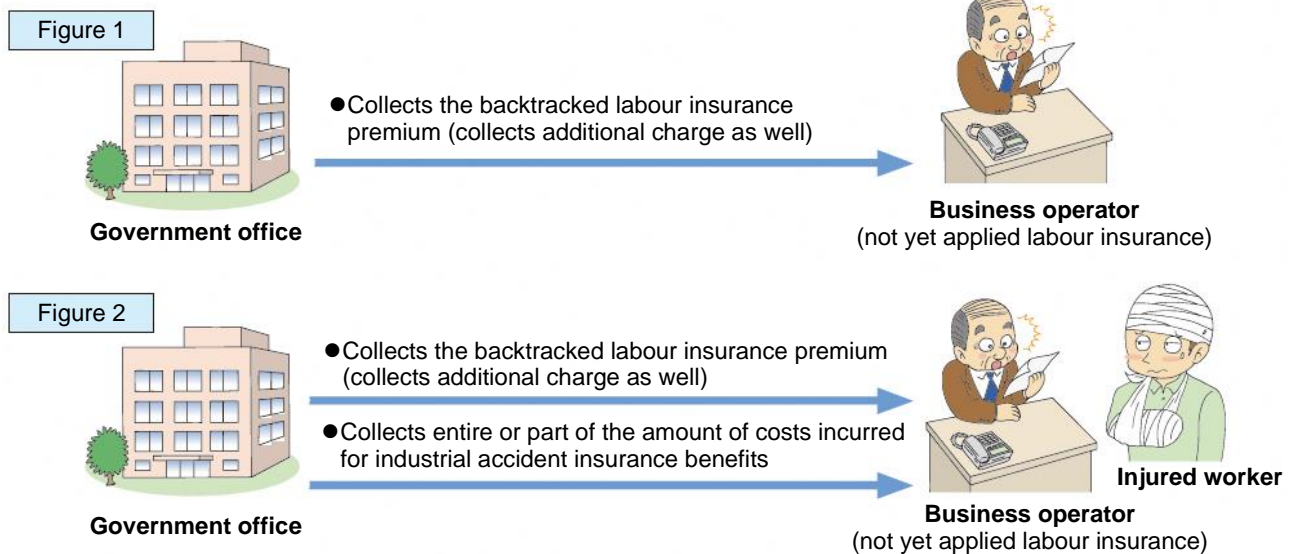 Figure 1
●Collects the backtracked labour insurance
premium (collects additional charge as well)
Government office
Business operator
(not yet applied labour insurance)
Figure 2
●Collects the backtracked labour insurance premium
(collects additional charge as well)
●Collects entire or part of the amount of costs incurred
for industrial accident insurance benefits
Injured worker
Government office
Business operator
(not yet applied labour insurance)